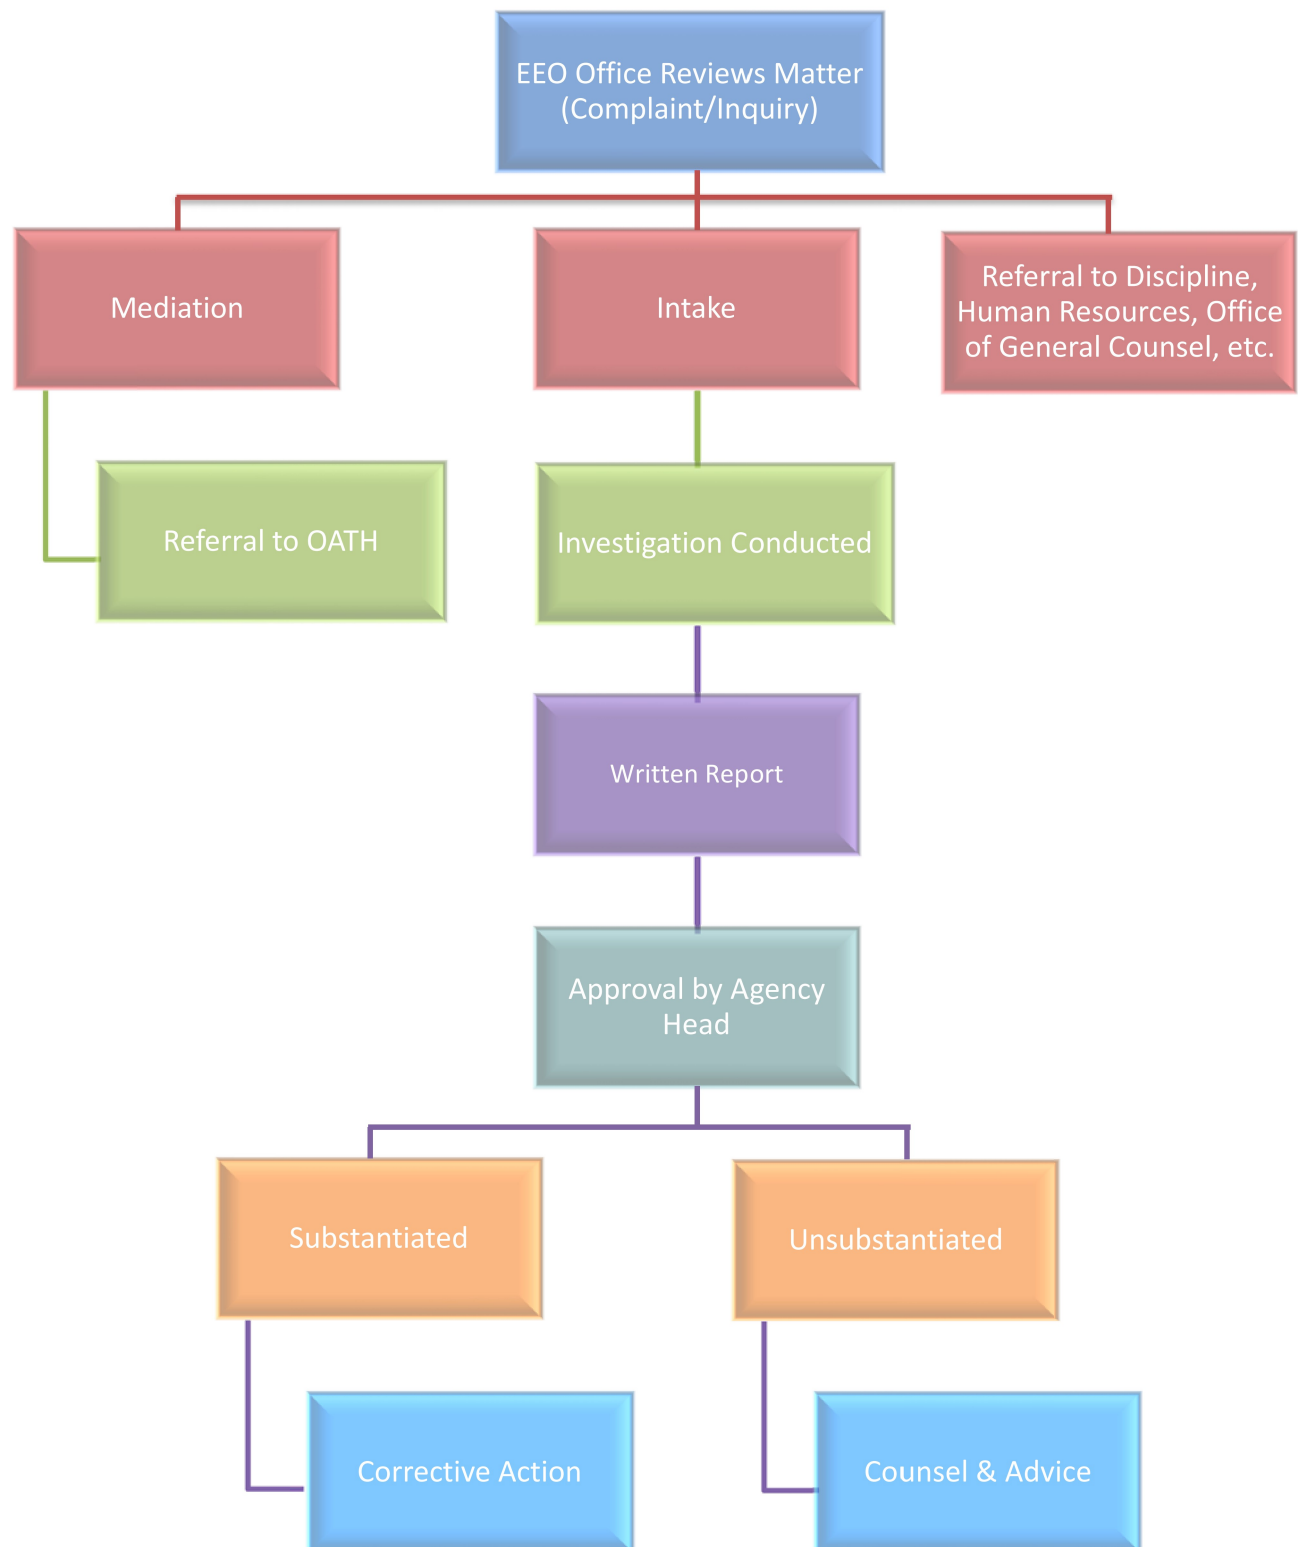 EEO Office Reviews Matter
(Complaint/Inquiry)
Mediation
Intake
Referral to Discipline,
Human Resources, Office
of General Counsel, etc.
Referral to OATH
Investigation Conducted
Written Report
Approval by Agency
Head
Substantiated
Unsubstantiated
Corrective Action
Counsel & Advice